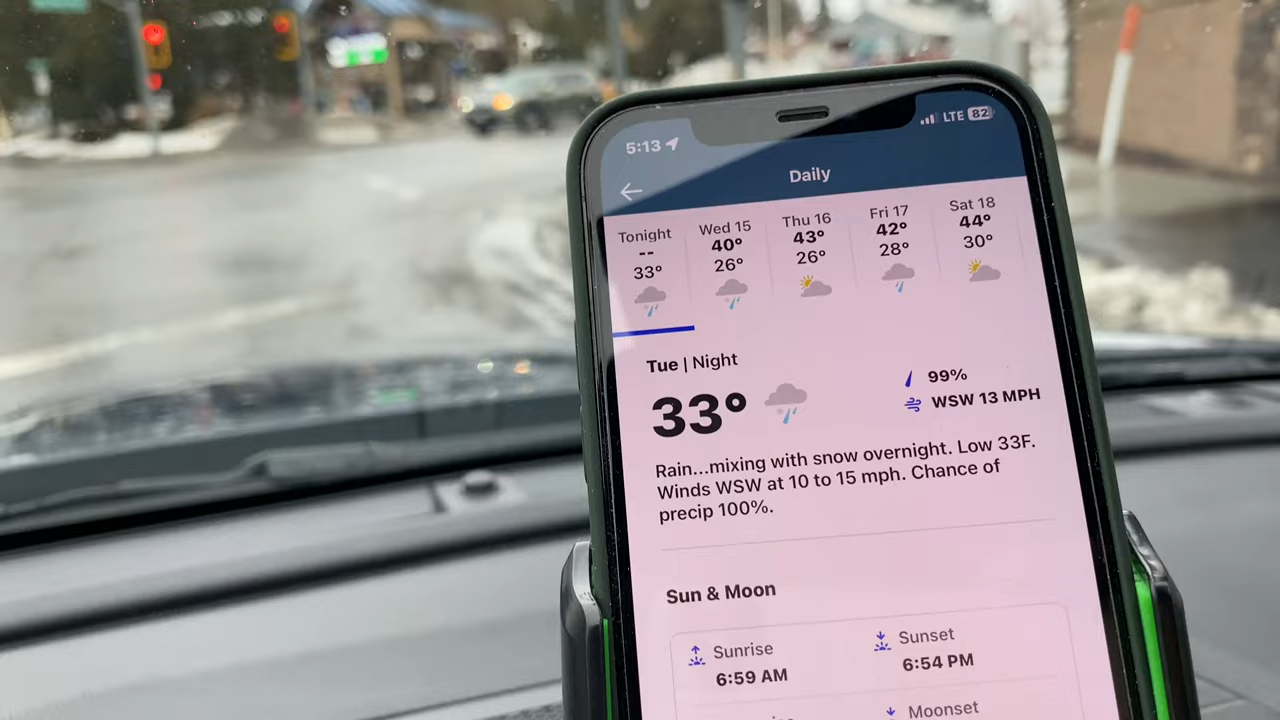 5:13 LTE 82
Daily
Tonight Wed 15 Thu 16 Fri 17 Sat 18
-- 40° 43° 42° 44°
33° 26° 26° 28° 30°
Tue | Night
33° 99%
WSW 13 MPH
Rain...mixing with snow overnight. Low 33F.
Winds WSW at 10 to 15 mph. Chance of
precip 100%.
Sun & Moon
Sunrise Sunset
6:59 AM 6:54 PM
Moonset